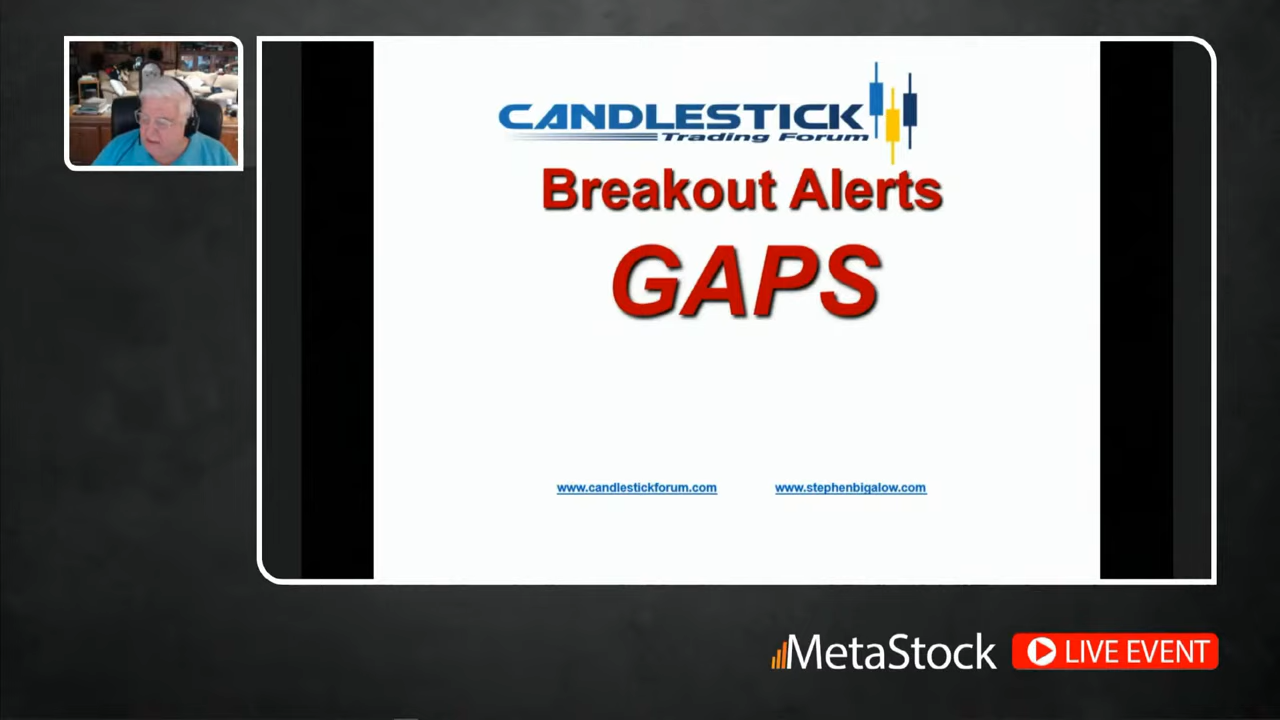 CANDLESTICK
Trading Forum
Breakout Alerts
GAPS
www.candlestickforum.com www.stephenbigalow.com
MetaStock LIVE EVENT